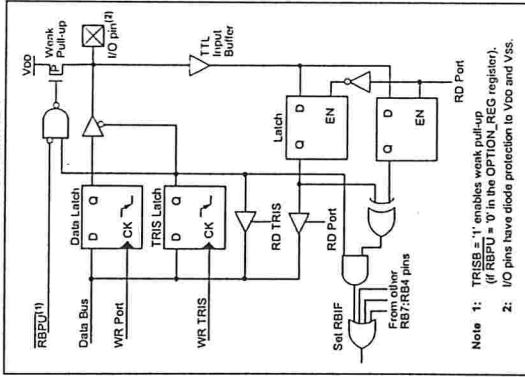 VDD
RBPU(1)
Weak
Pull-up
P
I/O pin(2)
Data Latch
Data Bus
D Q
WR Port
CK
TRIS Latch
D Q
WR TRIS
CK
TTL
Input
Buffer
RD TRIS
Latch
Q D
EN
RD Port
Q D
EN
RD Port
Set RBIF
From other
RB7:RB4 pins
Note 1: TRISB = '1' enables weak pull-up
(if RBPU = '0' in the OPTION_REG register).
2: I/O pins have diode protection to VDD and VSS.